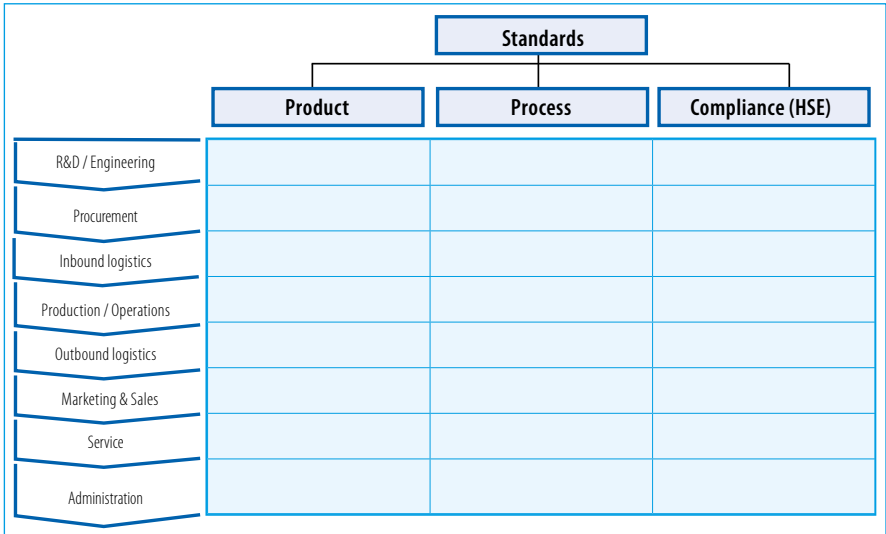 Standards
Product
Process
Compliance (HSE)
R&D / Engineering
Procurement
Inbound logistics
Production / Operations
Outbound logistics
Marketing & Sales
Service
Administration